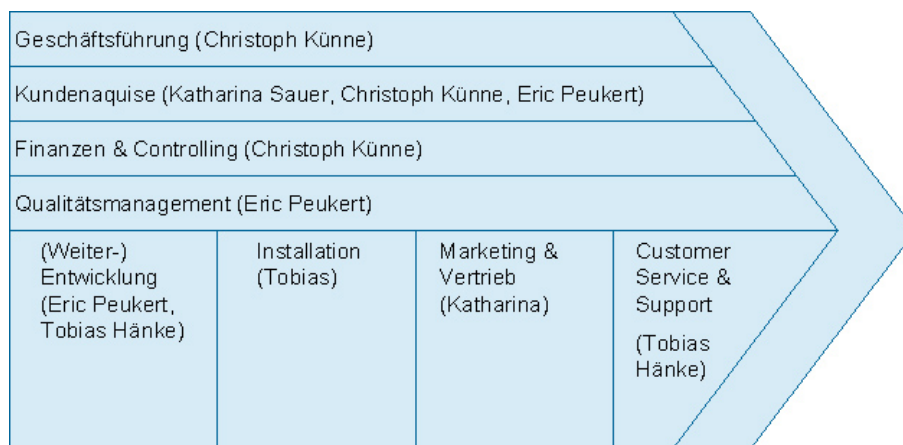 Geschäftsführung (Christoph Künne)
Kundenaquise (Katharina Sauer, Christoph Künne, Eric Peukert)
Finanzen & Controlling (Christoph Künne)
Qualitätsmanagement (Eric Peukert)
(Weiter-)
Entwicklung
(Eric Peukert,
Tobias Hänke)
Installation
(Tobias)
Marketing &
Vertrieb
(Katharina)
Customer
Service &
Support
(Tobias
Hänke)